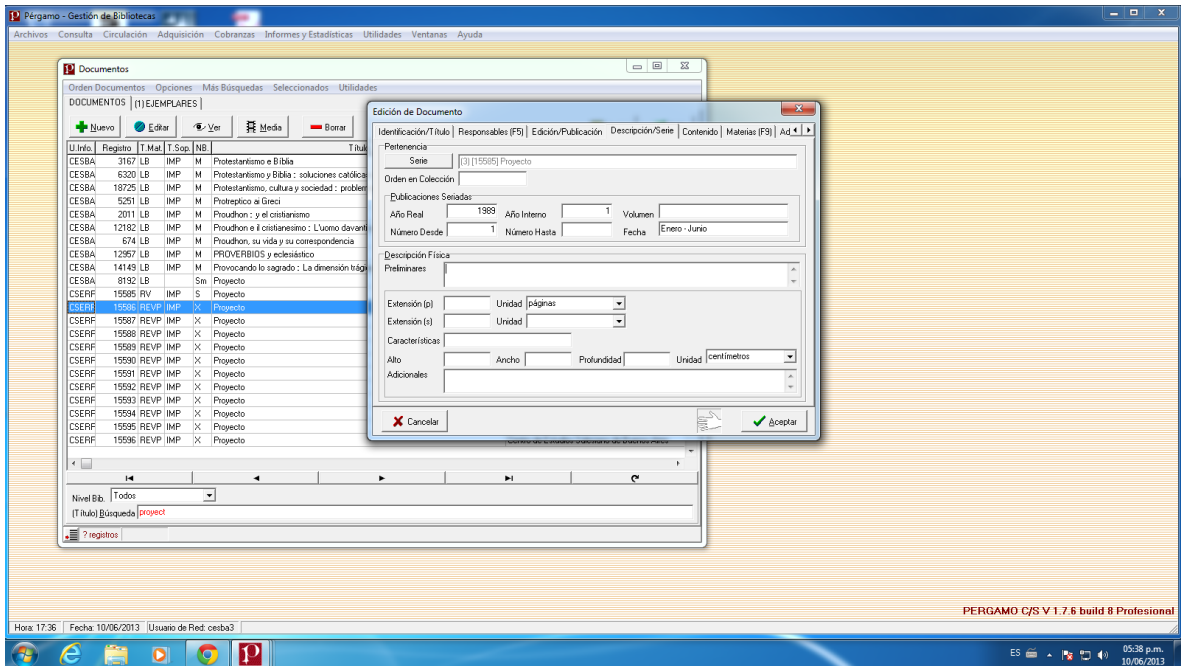 Pérgamo - Gestión de Bibliotecas
Archivos Consulta Circulación Adquisición Cobranzas Informes y Estadísticas Utilidades Ventanas Ayuda
Documentos
Orden Documentos Opciones Más Búsquedas Seleccionados Utilidades
DOCUMENTOS (1) EJEMPLARES
Nuevo Editar Ver Media Borrar
U.Info. Registro T.Mat. T.Sop. NB.
CESBA 3167 LB IMP M Protestantismo e Biblia
CESBA 6320 LB IMP M Protestantismo y Biblia : soluciones católica
CESBA 18725 LB IMP M Protestantismo, cultura y sociedad : problem
CESBA 5251 LB IMP M Protreptico ai Greci
CESBA 2011 LB IMP M Proudhon : y el cristianismo
CESBA 12182 LB IMP M Proudhon e il cristianesimo : L'uomo davanti
CESBA 674 LB IMP M Proudhon, su vida y su correspondencia
CESBA 12957 LB IMP M PROVERBIOS y eclesiástico
CESBA 14149 LB IMP M Provocando lo sagrado : La dimensión trági
CESBA 8192 LB Sm Proyecto
CSERF 15585 RV IMP S Proyecto
CSERF 15586 REVP IMP X Proyecto
CSERF 15587 REVP IMP X Proyecto
CSERF 15588 REVP IMP X Proyecto
CSERF 15589 REVP IMP X Proyecto
CSERF 15590 REVP IMP X Proyecto
CSERF 15591 REVP IMP X Proyecto
CSERF 15592 REVP IMP X Proyecto
CSERF 15593 REVP IMP X Proyecto
CSERF 15594 REVP IMP X Proyecto
CSERF 15595 REVP IMP X Proyecto
CSERF 15596 REVP IMP X Proyecto
Nivel Bib. Todos
(Título) Búsqueda proyect
? registros
Edición de Documento
Identificación/Título Responsables (F5) Edición/Publicación Descripción/Serie Contenido Materias (F9) Ad
Pertenencia
Serie (3) [15585] Proyecto
Orden en Colección
Publicaciones Seriadas
Año Real 1989 Año Interno 1 Volumen
Número Desde 1 Número Hasta Fecha Enero - Junio
Descripción Física
Preliminares
Extensión (p) Unidad páginas
Extensión (s) Unidad
Características
Alto Ancho Profundidad Unidad centímetros
Adicionales
Cancelar Aceptar
PERGAMO C/S V 1.7.6 build 8 Profesional
Hora: 17:36 Fecha: 10/06/2013 Usuario de Red: cesba3
ES 05:38 p.m.
10/06/2013